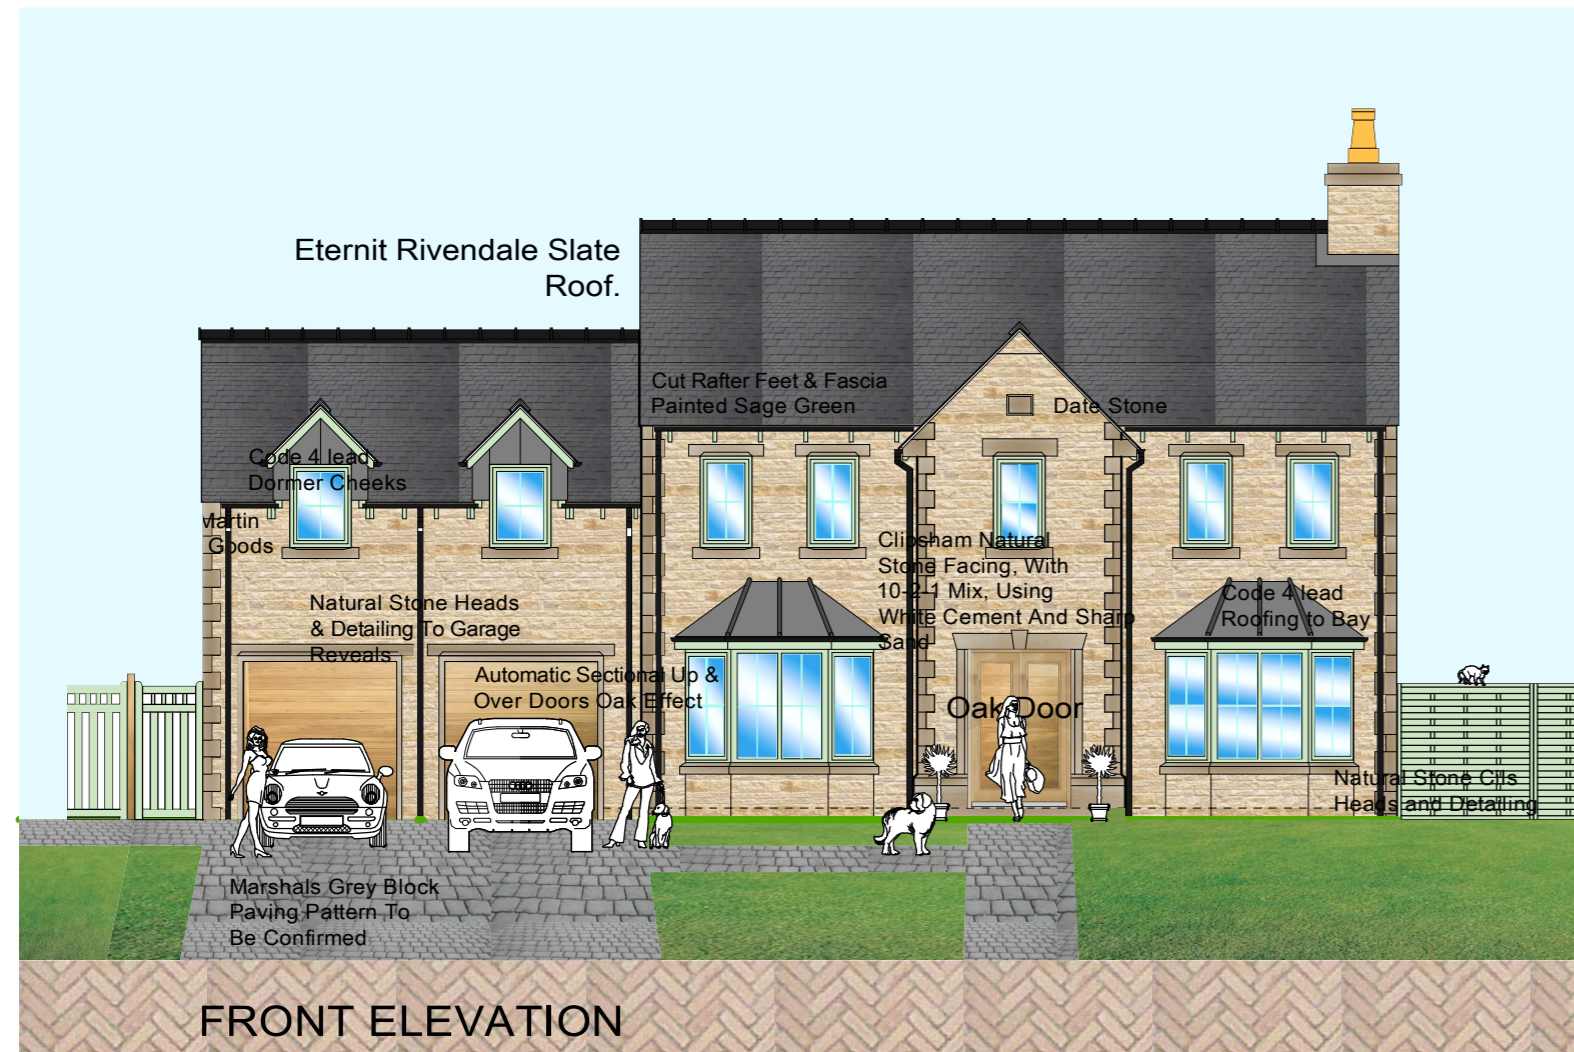 Eternit Rivendale Slate
Roof.
Cut Rafter Feet & Fascia
Painted Sage Green
Date Stone
Code 4 lead
Dormer Cheeks
Martin
Goods
Clipsham Natural
Stone Facing, With
10-2-1 Mix, Using
White Cement And Sharp
Sand
Natural Stone Heads
& Detailing To Garage
Reveals
Code 4 lead
Roofing to Bay
Automatic Sectional Up &
Over Doors Oak Effect
Oak Door
Natural Stone Cils
Heads and Detailing
Marshals Grey Block
Paving Pattern To
Be Confirmed
FRONT ELEVATION